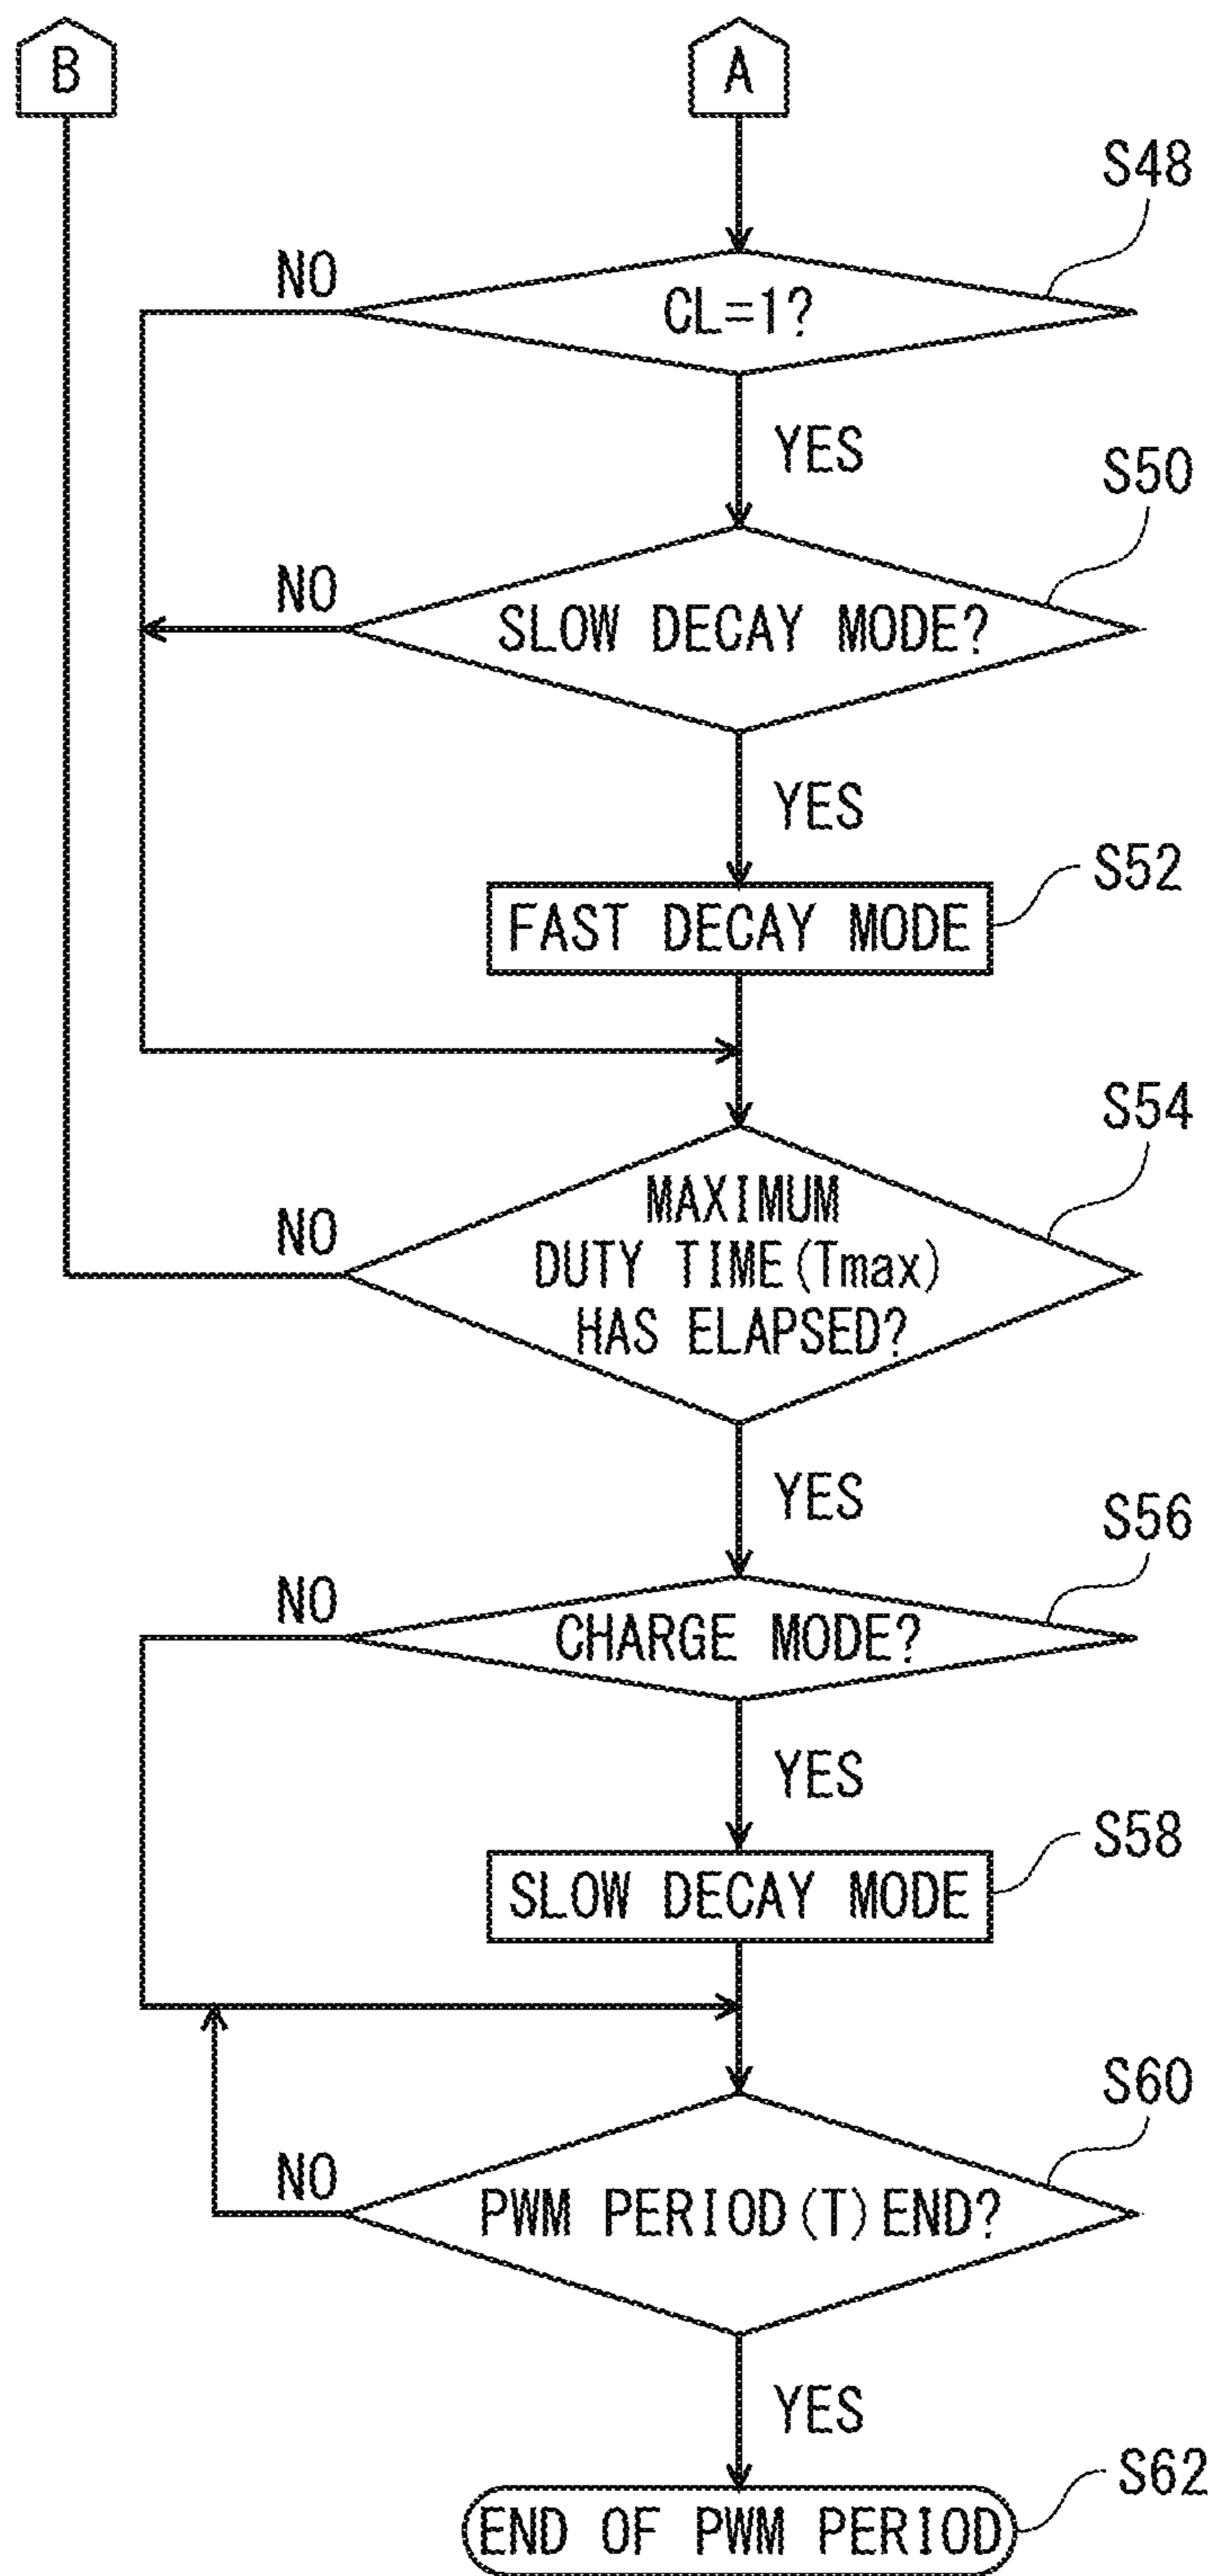 B
A
S48
NO
CL=1?
YES
S50
NO
SLOW DECAY MODE?
YES
S52
FAST DECAY MODE
S54
NO
MAXIMUM
DUTY TIME(Tmax)
HAS ELAPSED?
YES
S56
NO
CHARGE MODE?
YES
S58
SLOW DECAY MODE
S60
NO
PWM PERIOD(T)END?
YES
S62
END OF PWM PERIOD